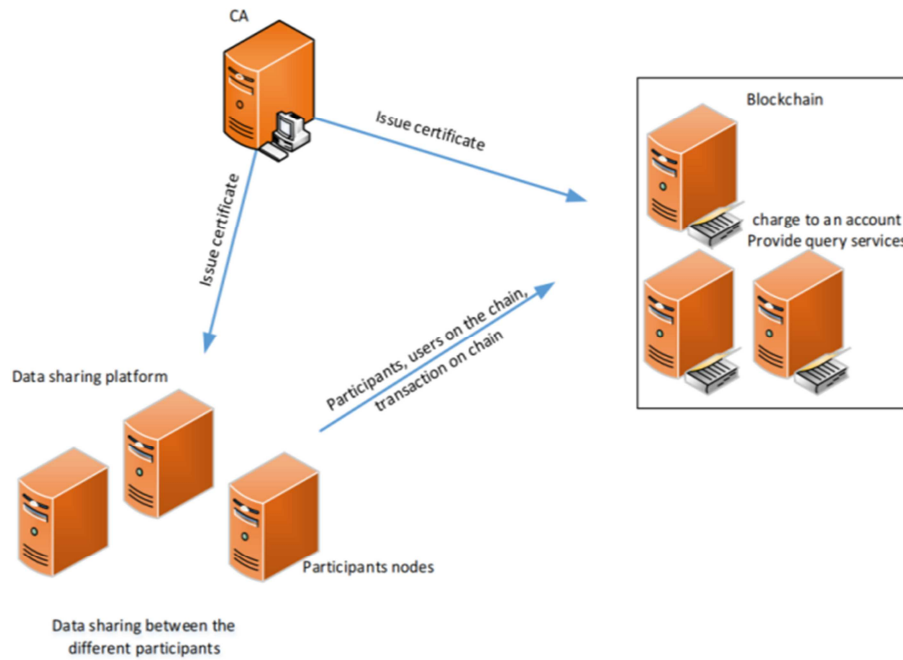 CA
Issue certificate
Issue certificate
Blockchain
charge to an account
Provide query services
Participants, users on the chain,
transaction on chain
Data sharing platform
Participants nodes
Data sharing between the
different participants